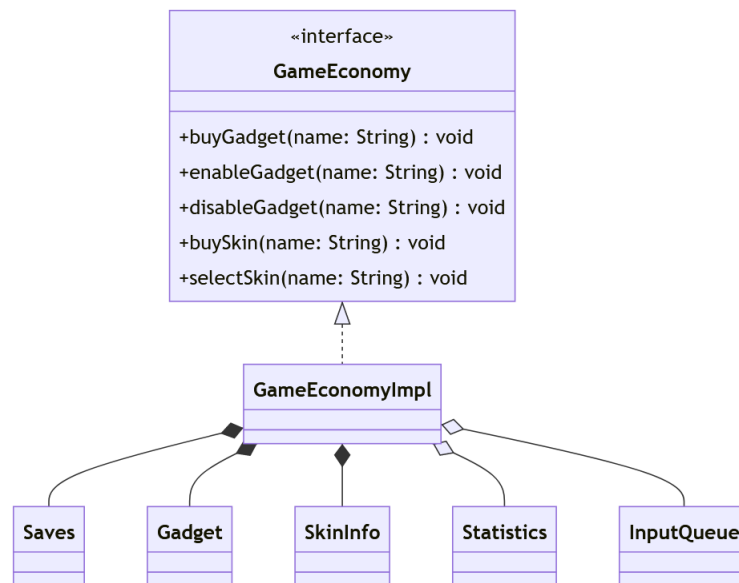 «interface»
GameEconomy
+buyGadget(name: String) : void
+enableGadget(name: String) : void
+disableGadget(name: String) : void
+buySkin(name: String) : void
+selectSkin(name: String) : void
GameEconomyImpl
Saves Gadget SkinInfo Statistics InputQueue